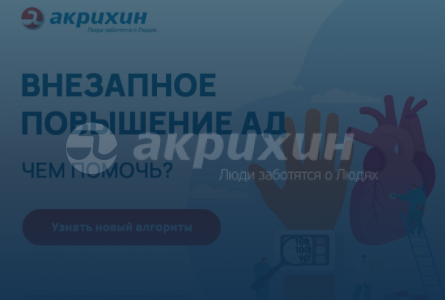 акрихин
Люди заботятся о Людях
ВНЕЗАПНОЕ
ПОВЫШЕНИЕ АД
акрихин
Люди заботятся о Людях
ЧЕМ ПОМОЧЬ?
Узнать новый алгоритм